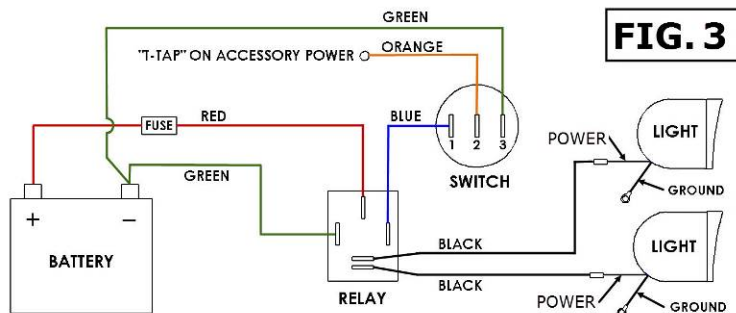 GREEN
FIG. 3
"T-TAP" ON ACCESSORY POWER
ORANGE
FUSE
RED
BLUE
1 2 3
SWITCH
POWER
LIGHT
GROUND
GREEN
+ −
BATTERY
RELAY
BLACK
BLACK
LIGHT
POWER
GROUND